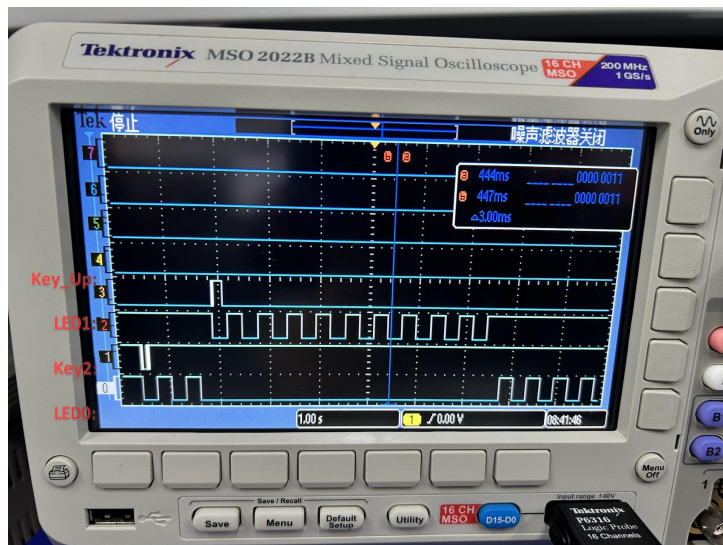 Tektronix MSO 2022B Mixed Signal Oscilloscope 16 CH MSO 200 MHz 1 GS/s
Tek 停止
噪声滤波器关闭
Only
7
b a
a 444ms 0000 0011
b 447ms 0000 0011
△3.00ms
6
5
4
Key_Up:
3
LED1: 2
1
Key2:
0
LED0:
1.00 s 1 0.00 V 08:41:46
B
B2
Menu Off
1
Save / Recall
Save Menu Default Setup Utility 16 CH MSO D15-D0
Input range ±40V
Tektronix
P6316
Logic Probe
16 Channels